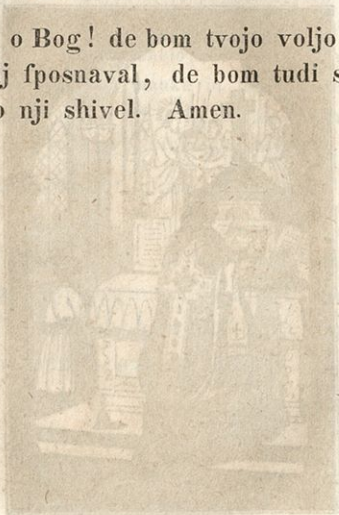 o Bog! de bom tvojo voljo
j ſposnaval, de bom tudi s
o nji shivel. Amen.